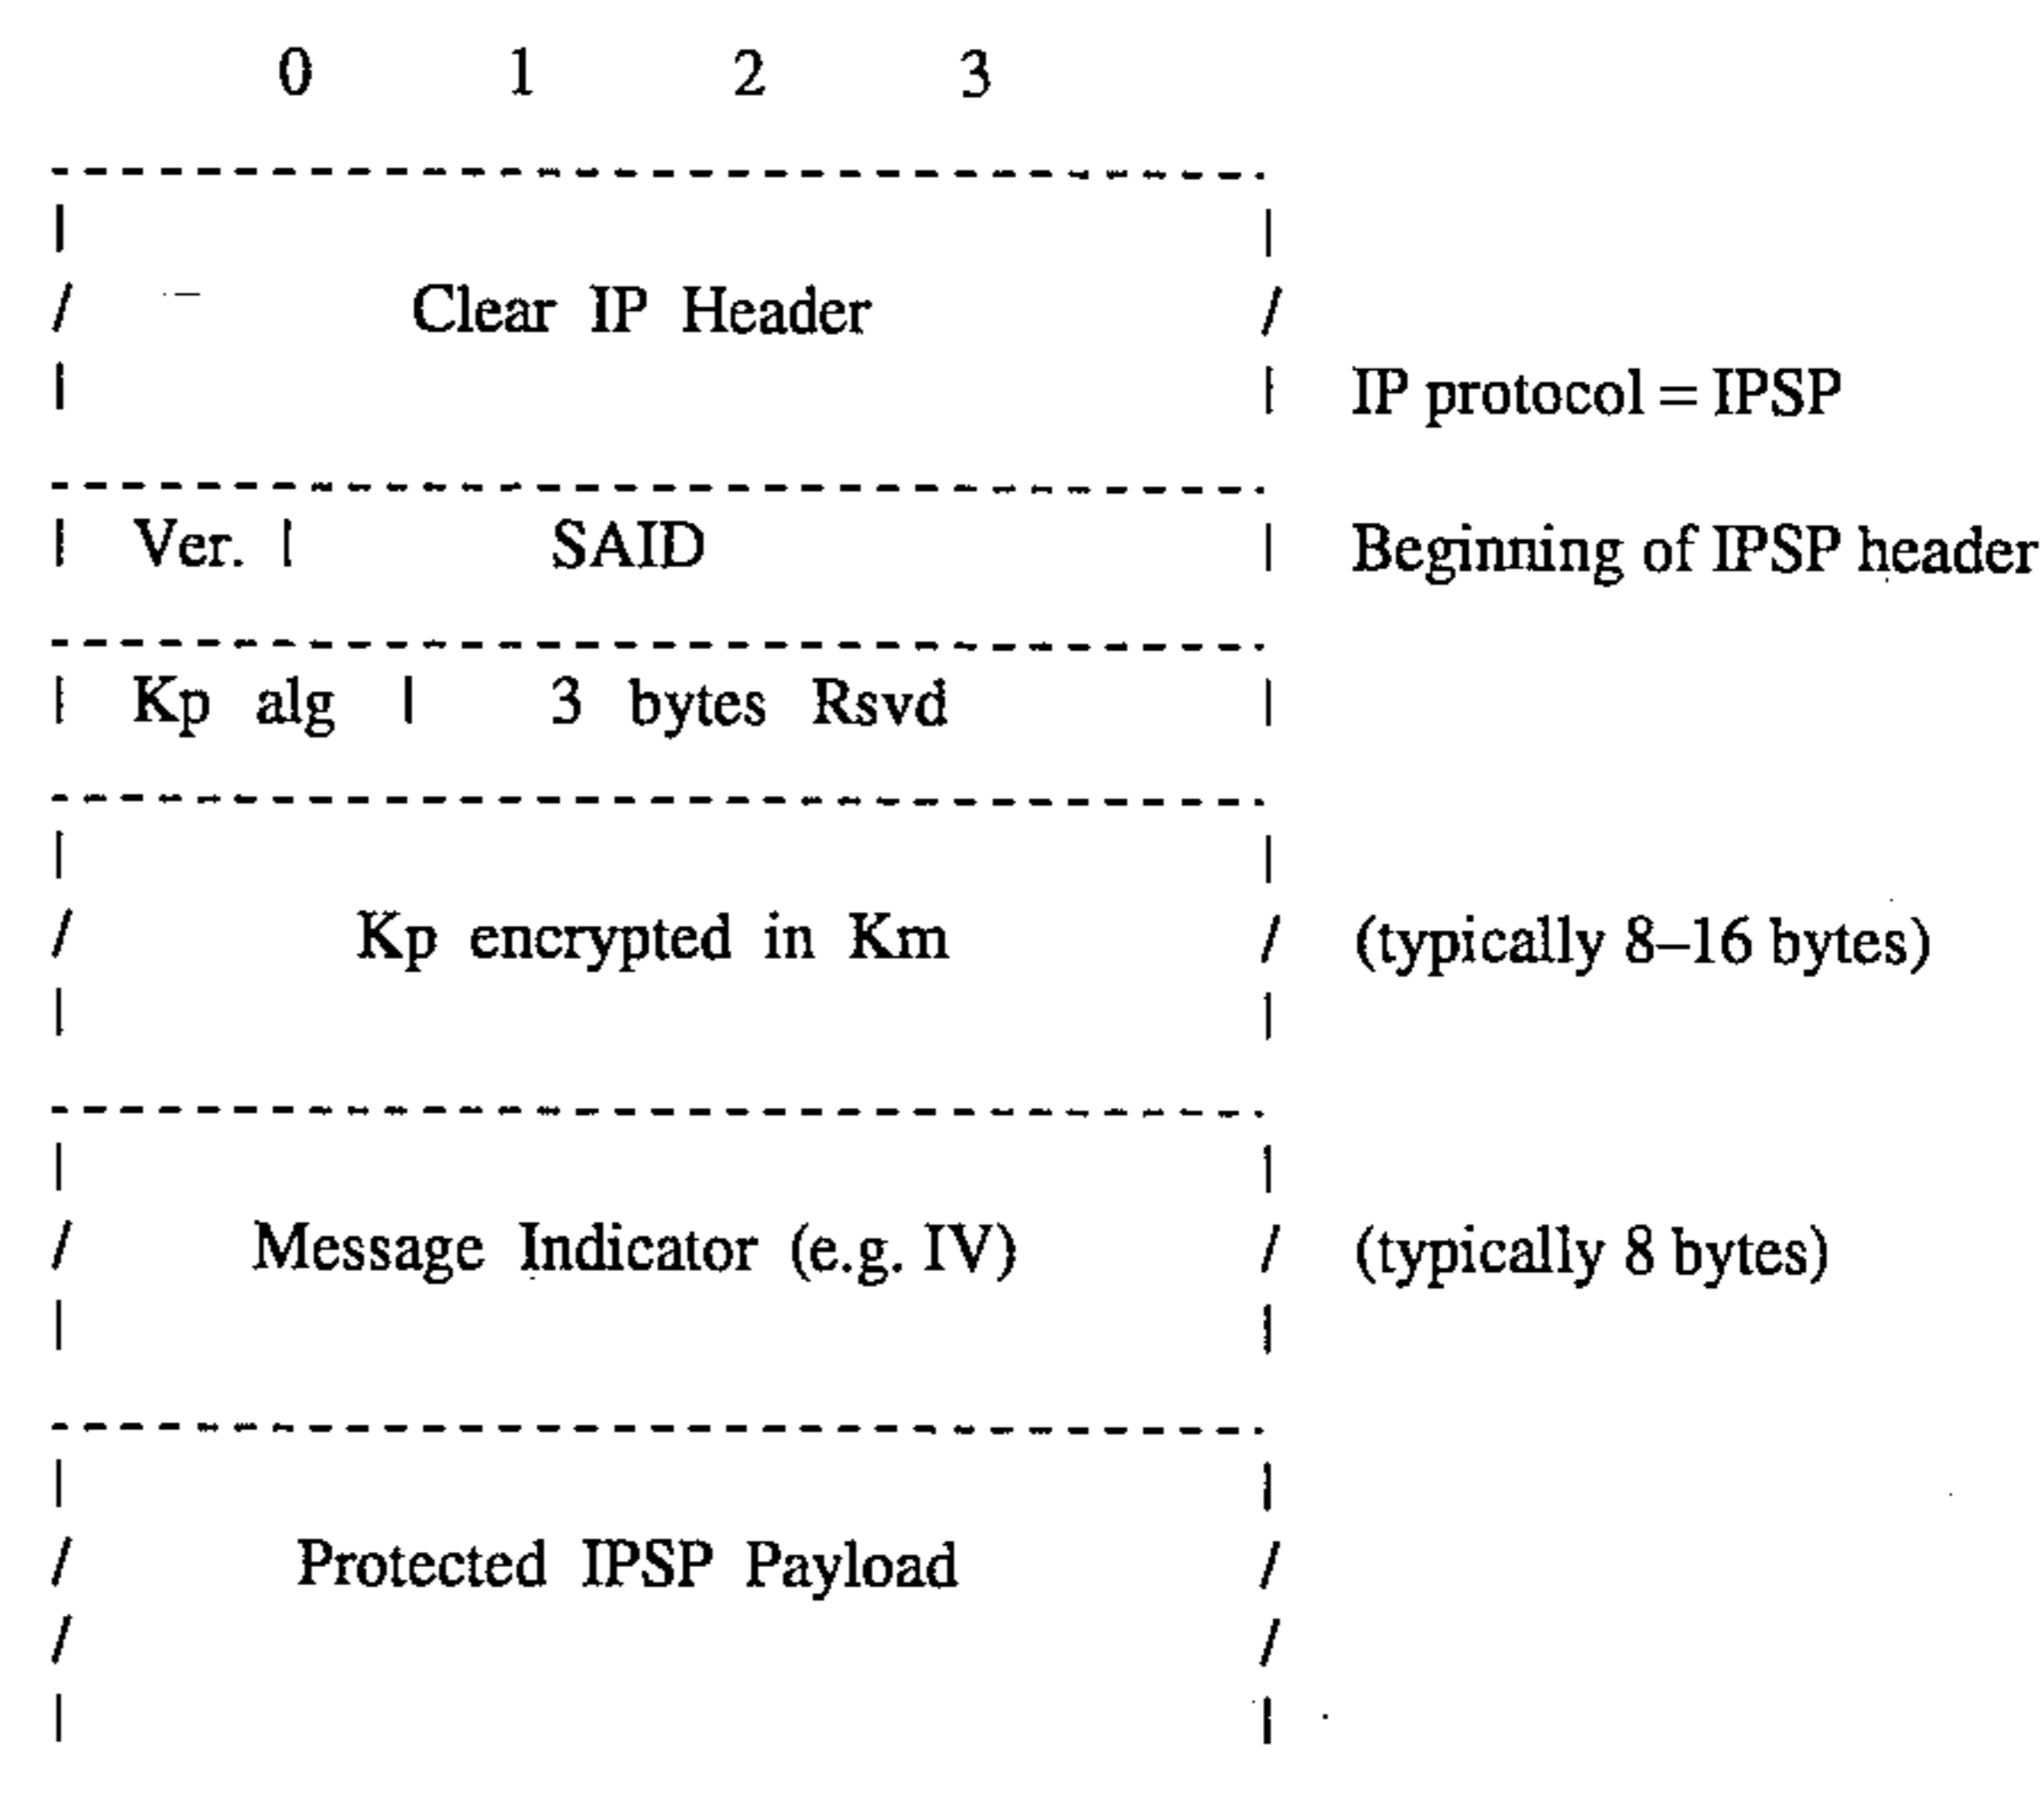 0 1 2 3
Clear IP Header
IP protocol = IPSP
Ver. | SAID | Beginning of IPSP header
| Kp alg | 3 bytes Rsvd |
Kp encrypted in Km / (typically 8–16 bytes)
Message Indicator (e.g. IV) / (typically 8 bytes)
Protected IPSP Payload